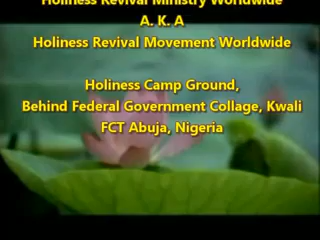 Holiness Revival Ministry Worldwide
A. K. A
Holiness Revival Movement Worldwide
Holiness Camp Ground,
Behind Federal Government Collage, Kwali
FCT Abuja, Nigeria